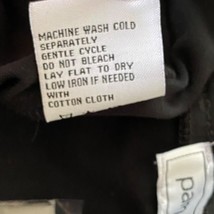 MACHINE WASH COLD
SEPARATELY
GENTLE CYCLE
DO NOT BLEACH
LAY FLAT TO DRY
LOW IRON IF NEEDED
WITH
COTTON CLOTH